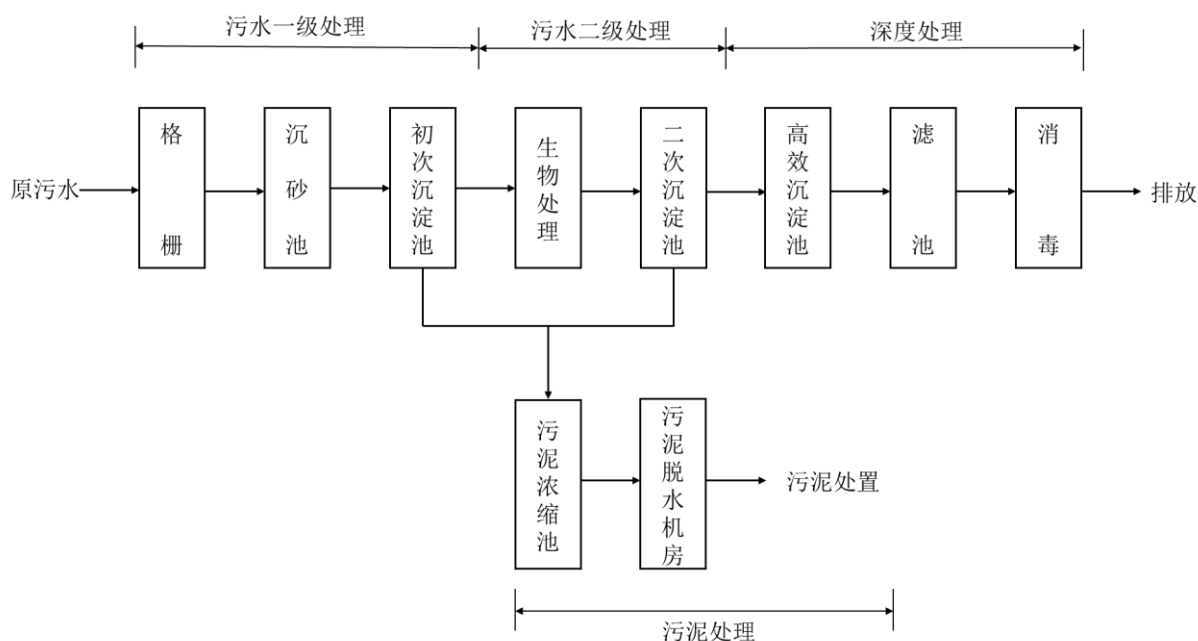 污水一级处理
污水二级处理
深度处理
原污水
格栅
沉砂池
初次沉淀池
生物处理
二次沉淀池
高效沉淀池
滤池
消毒
排放
污泥浓缩池
污泥脱水机房
污泥处置
污泥处理